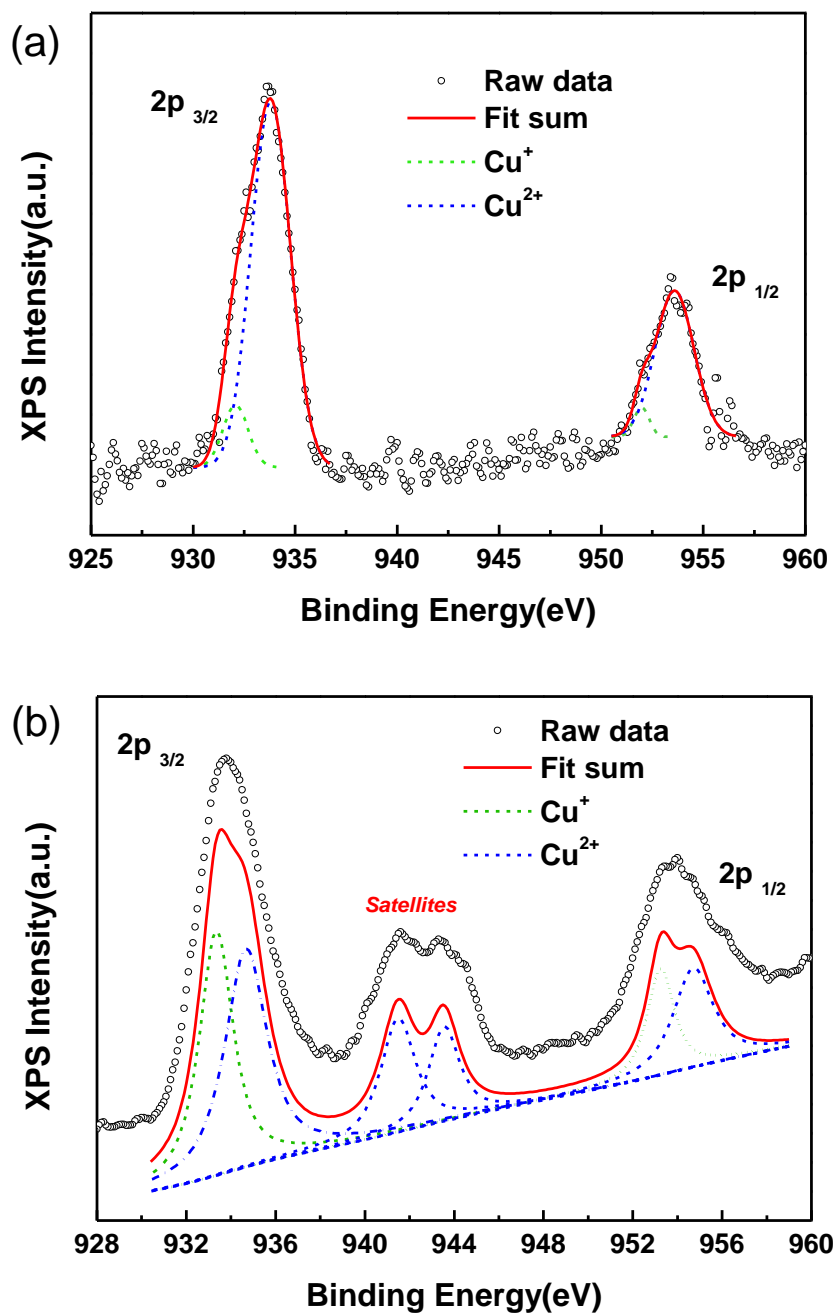 (a)
2p 3/2
Raw data
Fit sum
Cu+
Cu2+
2p 1/2
XPS Intensity(a.u.)
925 930 935 940 945 950 955 960
Binding Energy(eV)
(b)
2p 3/2
Raw data
Fit sum
Cu+
Cu2+
Satellites
2p 1/2
XPS Intensity(a.u.)
928 932 936 940 944 948 952 956 960
Binding Energy(eV)